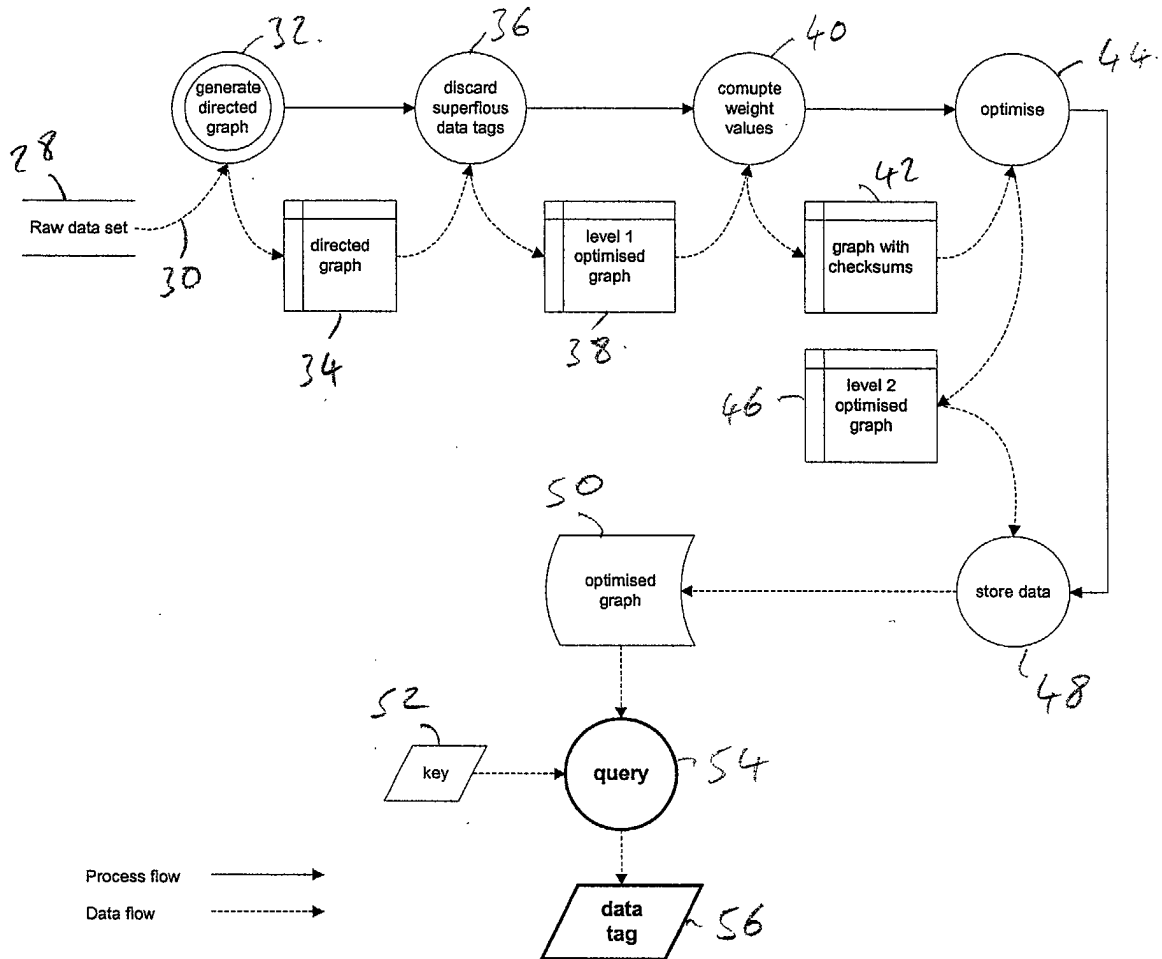 32.
36
40
44.
generate
directed
graph
discard
superflous
data tags
comupte
weight
values
optimise
28
Raw data set
30
directed
graph
34
level 1
optimised
graph
38.
42
graph with
checksums
46
level 2
optimised
graph
50
optimised
graph
store data
48
52
key
query
54
Process flow
Data flow
data
tag
56